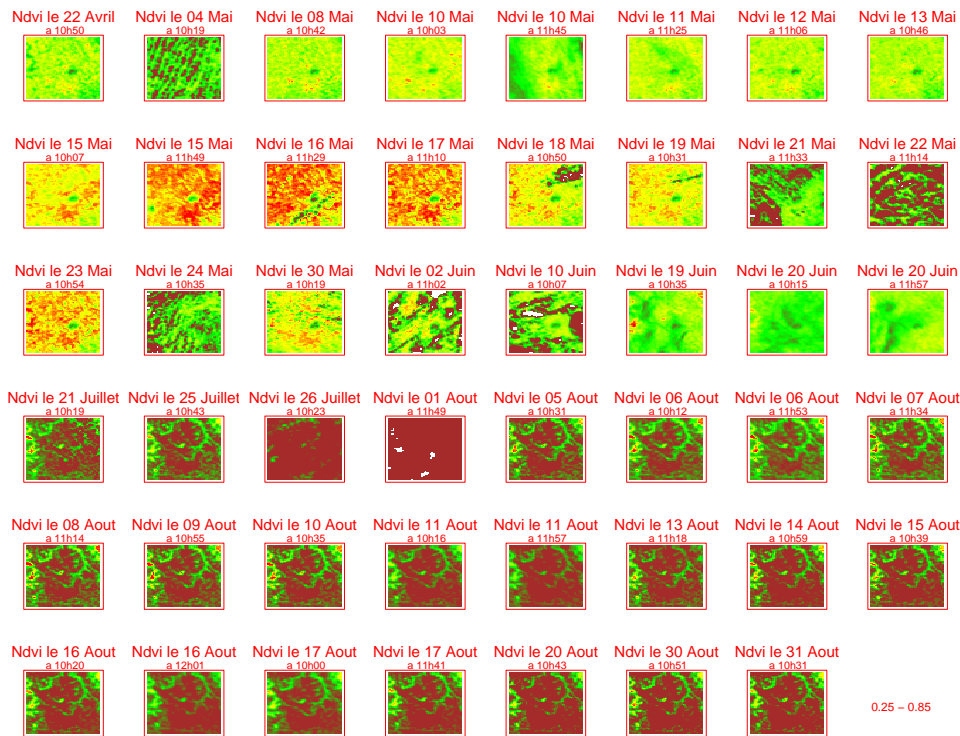 Ndvi le 22 Avril Ndvi le 04 Mai Ndvi le 08 Mai Ndvi le 10 Mai Ndvi le 10 Mai Ndvi le 11 Mai Ndvi le 12 Mai Ndvi le 13 Mai
a 10h50 a 10h19 a 10h42 a 10h03 a 11h45 a 11h25 a 11h06 a 10h46
Ndvi le 15 Mai Ndvi le 15 Mai Ndvi le 16 Mai Ndvi le 17 Mai Ndvi le 18 Mai Ndvi le 19 Mai Ndvi le 21 Mai Ndvi le 22 Mai
a 10h07 a 11h49 a 11h29 a 11h10 a 10h50 a 10h31 a 11h33 a 11h14
Ndvi le 23 Mai Ndvi le 24 Mai Ndvi le 30 Mai Ndvi le 02 Juin Ndvi le 10 Juin Ndvi le 19 Juin Ndvi le 20 Juin Ndvi le 20 Juin
a 10h54 a 10h35 a 10h19 a 11h02 a 10h07 a 10h35 a 10h15 a 11h57
Ndvi le 21 Juillet Ndvi le 25 Juillet Ndvi le 26 Juillet Ndvi le 01 Aout Ndvi le 05 Aout Ndvi le 06 Aout Ndvi le 06 Aout Ndvi le 07 Aout
a 10h19 a 10h43 a 10h23 a 11h49 a 10h31 a 10h12 a 11h53 a 11h34
Ndvi le 08 Aout Ndvi le 09 Aout Ndvi le 10 Aout Ndvi le 11 Aout Ndvi le 11 Aout Ndvi le 13 Aout Ndvi le 14 Aout Ndvi le 15 Aout
a 11h14 a 10h55 a 10h35 a 10h16 a 11h57 a 11h18 a 10h59 a 10h39
Ndvi le 16 Aout Ndvi le 16 Aout Ndvi le 17 Aout Ndvi le 17 Aout Ndvi le 20 Aout Ndvi le 30 Aout Ndvi le 31 Aout
a 10h20 a 12h01 a 10h00 a 11h41 a 10h43 a 10h51 a 10h31
0.25 − 0.85